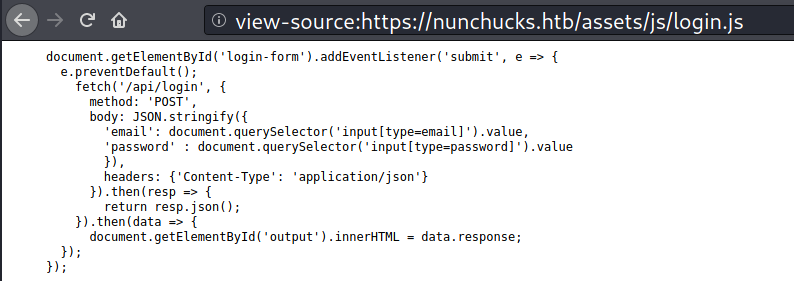 view-source:https://nunchucks.htb/assets/js/login.js
document.getElementById('login-form').addEventListener('submit', e => {
  e.preventDefault();
    fetch('/api/login', {
      method: 'POST',
      body: JSON.stringify({
        'email': document.querySelector('input[type=email]').value,
        'password' : document.querySelector('input[type=password]').value
        }),
        headers: {'Content-Type': 'application/json'}
      }).then(resp => {
        return resp.json();
    }).then(data => {
      document.getElementById('output').innerHTML = data.response;
  });
});